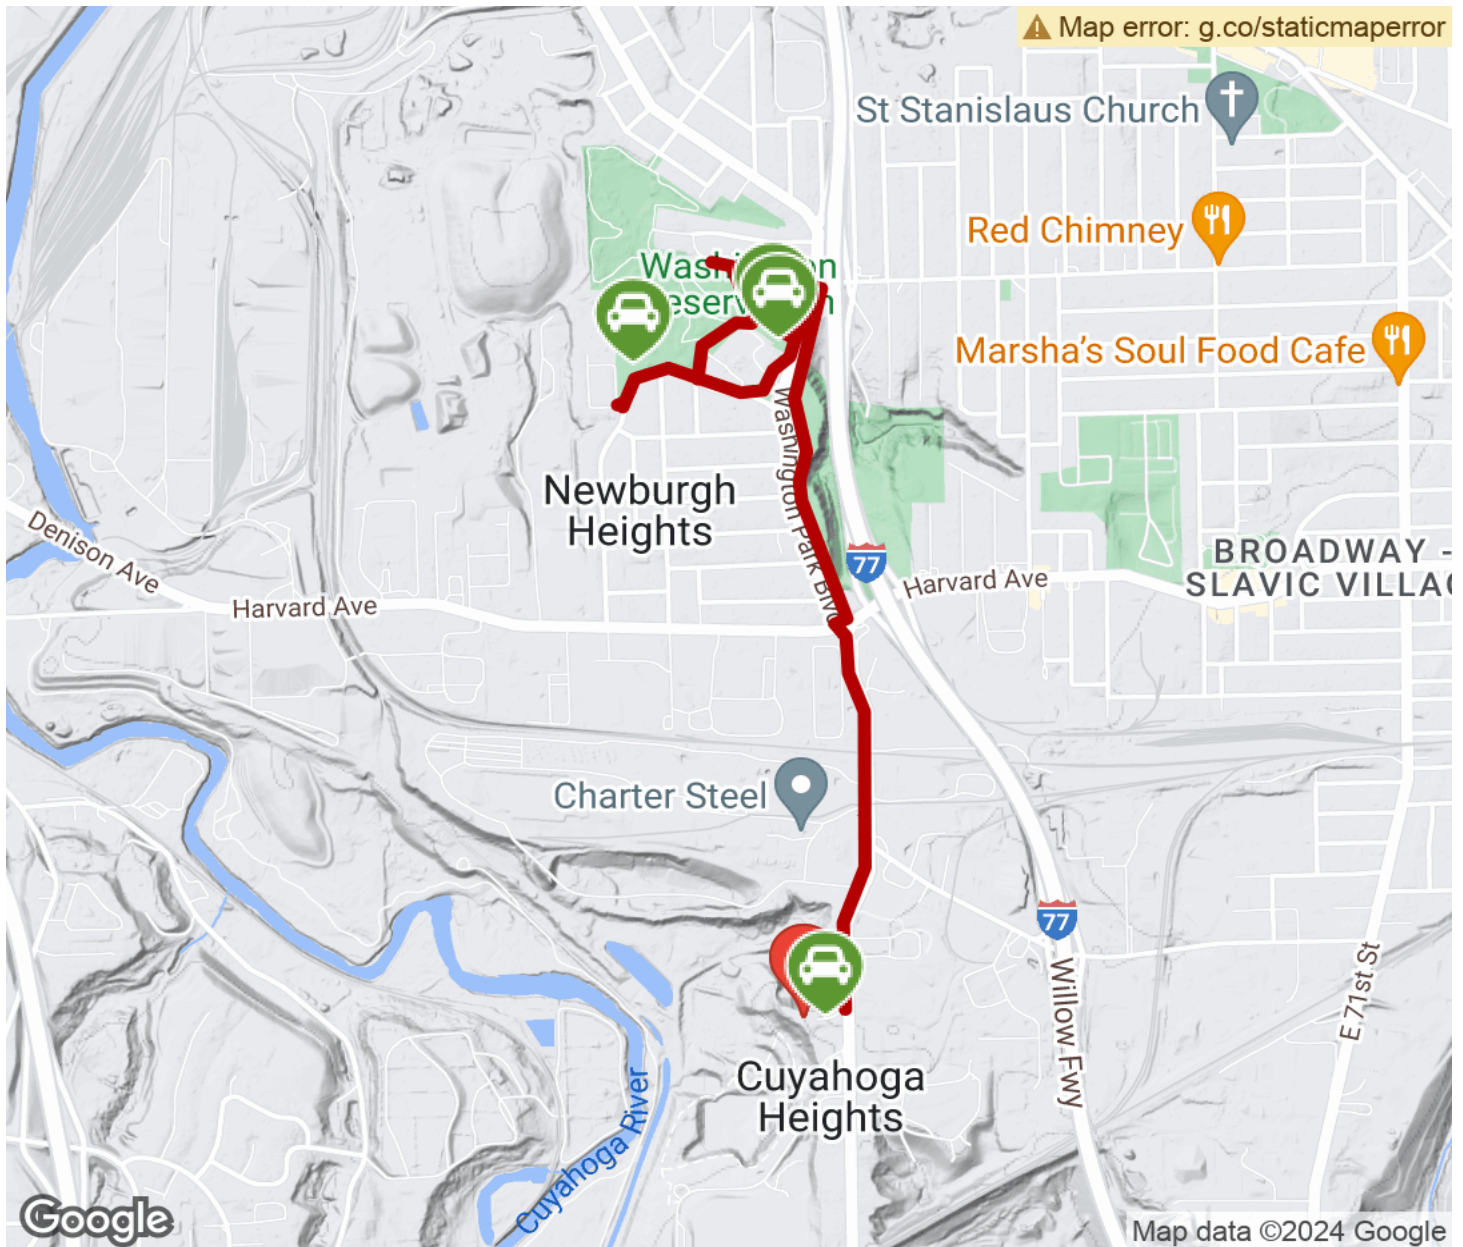 Map error: g.co/staticmaperror
St Stanislaus Church
Red Chimney
Marsha's Soul Food Cafe
Newburgh
Heights
Washington Park Blvd
Denison Ave
Harvard Ave
77
Harvard Ave
BROADWAY -
SLAVIC VILLAG
Charter Steel
77
Willow Fwy
E 71st St
Cuyahoga
Heights
Cuyahoga River
Google
Map data ©2024 Google